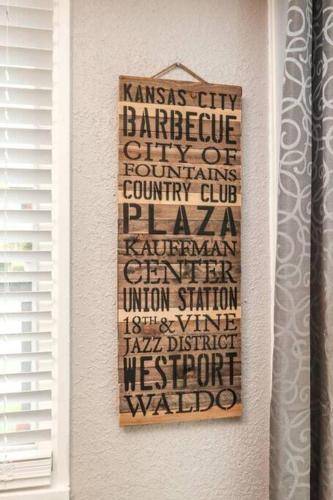 KANSAS CITY
BARBECUE
CITY OF
FOUNTAINS
COUNTRY CLUB
PLAZA
KAUFFMAN
CENTER
UNION STATION
18TH & VINE
JAZZ DISTRICT
WESTPORT
WALDO